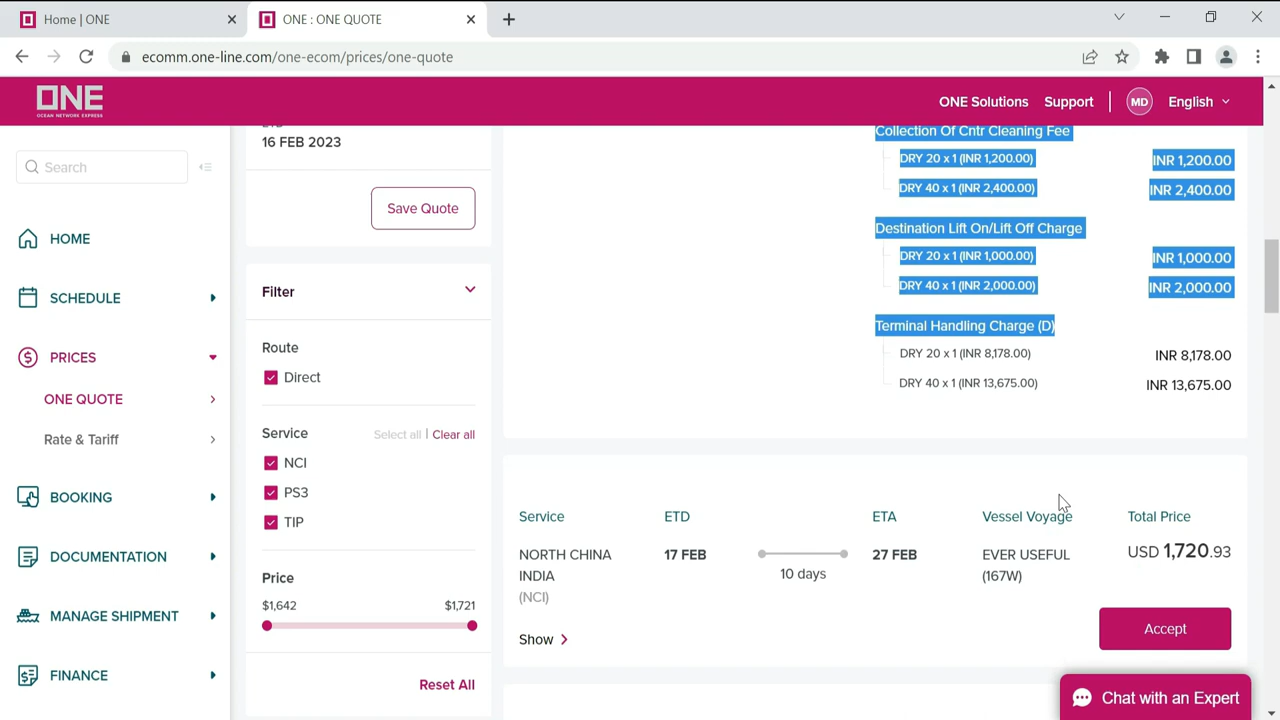 Home | ONE
ONE : ONE QUOTE
ecomm.one-line.com/one-ecom/prices/one-quote
ONE
OCEAN NETWORK EXPRESS
ONE Solutions
Support
MD
English
Search
HOME
SCHEDULE
PRICES
ONE QUOTE
Rate & Tariff
BOOKING
DOCUMENTATION
MANAGE SHIPMENT
FINANCE
16 FEB 2023
Save Quote
Filter
Route
Direct
Service Select all | Clear all
NCI
PS3
TIP
Price
$1,642 $1,721
Reset All
Collection Of Cntr Cleaning Fee
DRY 20 x 1 (INR 1,200.00) INR 1,200.00
DRY 40 x 1 (INR 2,400.00) INR 2,400.00
Destination Lift On/Lift Off Charge
DRY 20 x 1 (INR 1,000.00) INR 1,000.00
DRY 40 x 1 (INR 2,000.00) INR 2,000.00
Terminal Handling Charge (D)
DRY 20 x 1 (INR 8,178.00) INR 8,178.00
DRY 40 x 1 (INR 13,675.00) INR 13,675.00
Service ETD ETA Vessel Voyage Total Price
NORTH CHINA 17 FEB 27 FEB EVER USEFUL USD 1,720.93
INDIA 10 days (167W)
(NCI)
Show
Accept
Chat with an Expert